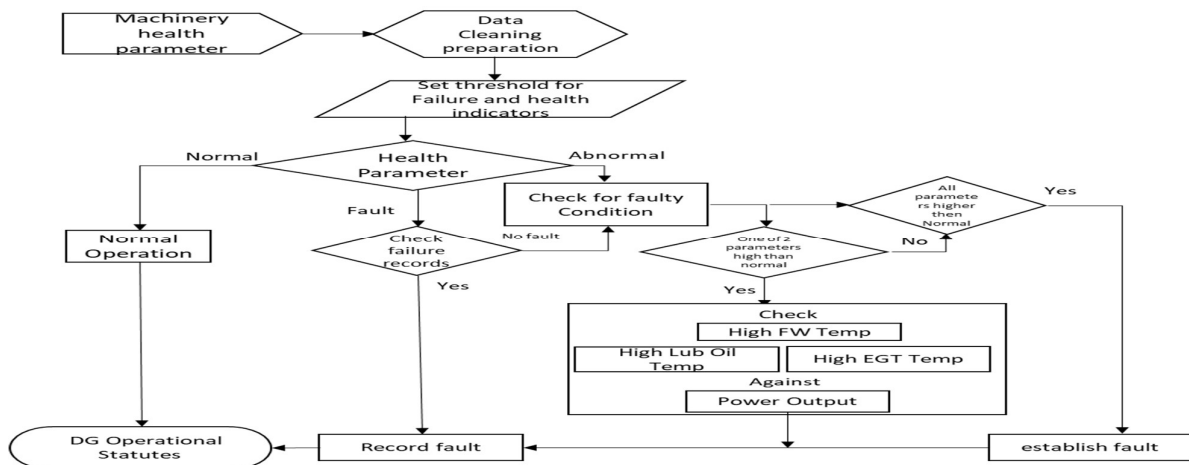 Machinery
health
parameter
Data
Cleaning
preparation
Set threshold for
Failure and health
indicators
Normal
Health
Parameter
Abnormal
Check for faulty
Condition
All
paramete
rs higher
then
Normal
Yes
Fault
Normal
Operation
Check
failure
records
No fault
One of 2
parameters
high than
normal
No
Yes
Yes
Check
High FW Temp
High Lub Oil
Temp
High EGT Temp
Against
Power Output
DG Operational
Statutes
Record fault
establish fault